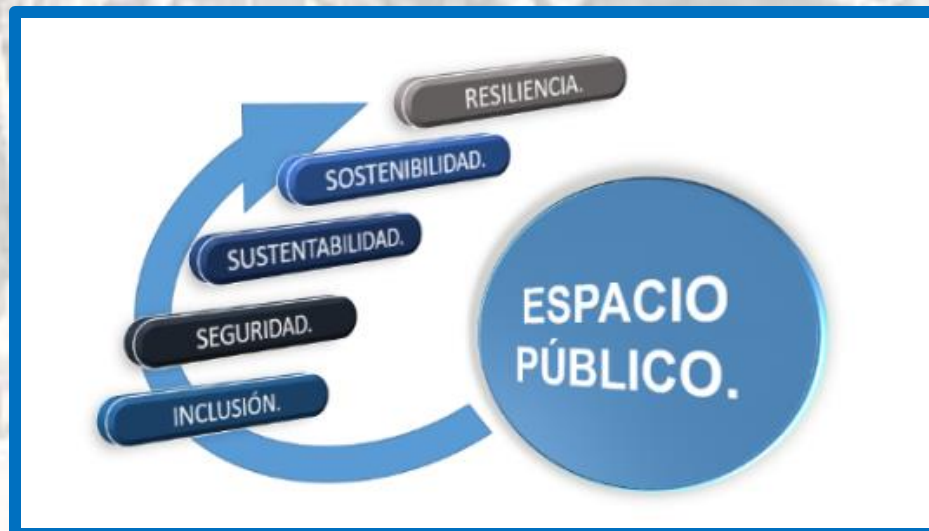 RESILIENCIA.
SOSTENIBILIDAD.
SUSTENTABILIDAD.
SEGURIDAD.
INCLUSIÓN.
ESPACIO
PÚBLICO.